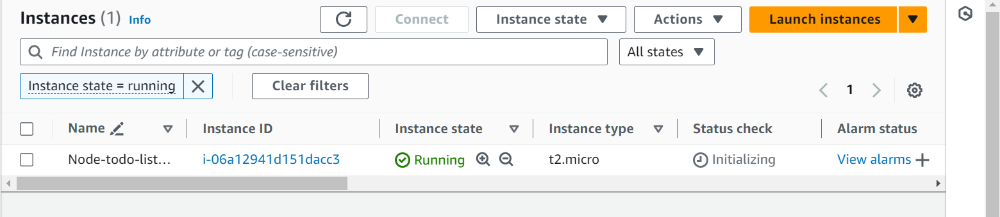 Instances (1) Info Connect Instance state Actions Launch instances
Find Instance by attribute or tag (case-sensitive) All states
Instance state = running Clear filters 1
Name Instance ID Instance state Instance type Status check Alarm status
Node-todo-list… i-06a12941d151dacc3 Running t2.micro Initializing View alarms